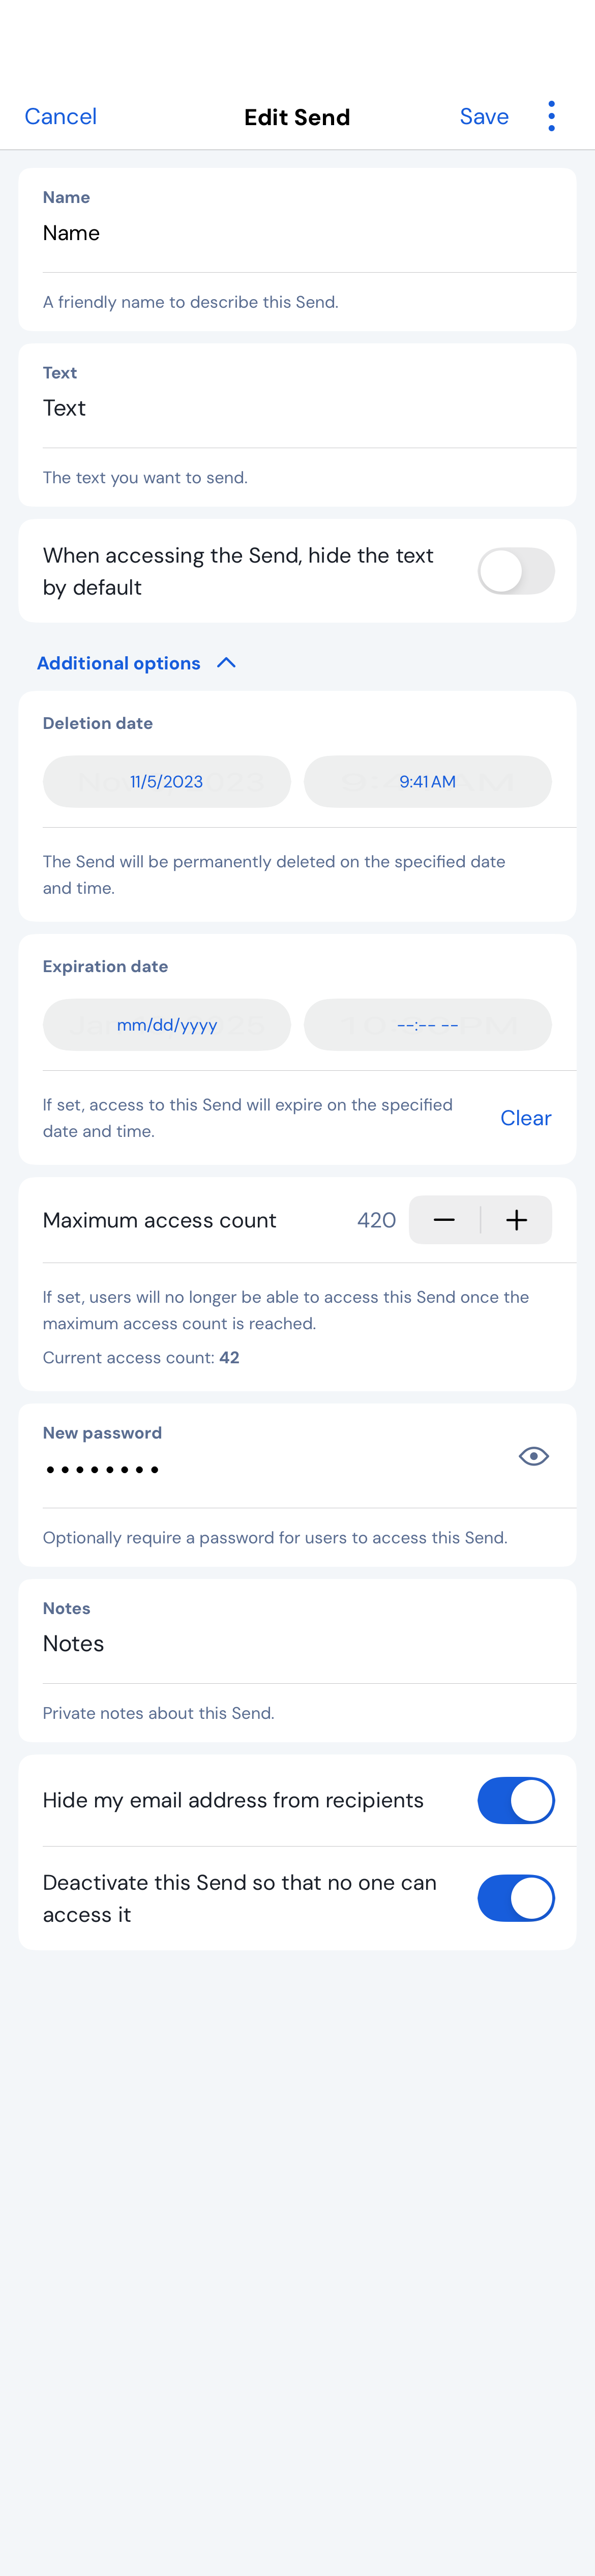 Cancel
Edit Send
Save
Name
Name
A friendly name to describe this Send.
Text
Text
The text you want to send.
When accessing the Send, hide the text
by default
Additional options
Deletion date
11/5/2023
9:41 AM
The Send will be permanently deleted on the specified date
and time.
Expiration date
mm/dd/yyyy
--:-- --
If set, access to this Send will expire on the specified
date and time.
Clear
Maximum access count
420
If set, users will no longer be able to access this Send once the
maximum access count is reached.
Current access count: 42
New password
••••••••
Optionally require a password for users to access this Send.
Notes
Notes
Private notes about this Send.
Hide my email address from recipients
Deactivate this Send so that no one can
access it